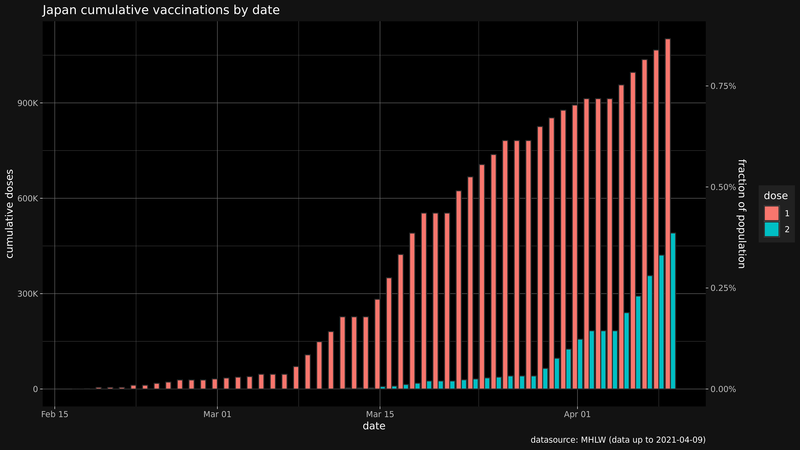 Japan cumulative vaccinations by date
cumulative doses
900K
600K
300K
0
0.75%
0.50%
0.25%
0.00%
fraction of population
dose
1
2
Feb 15
Mar 01
Mar 15
Apr 01
date
datasource: MHLW (data up to 2021-04-09)